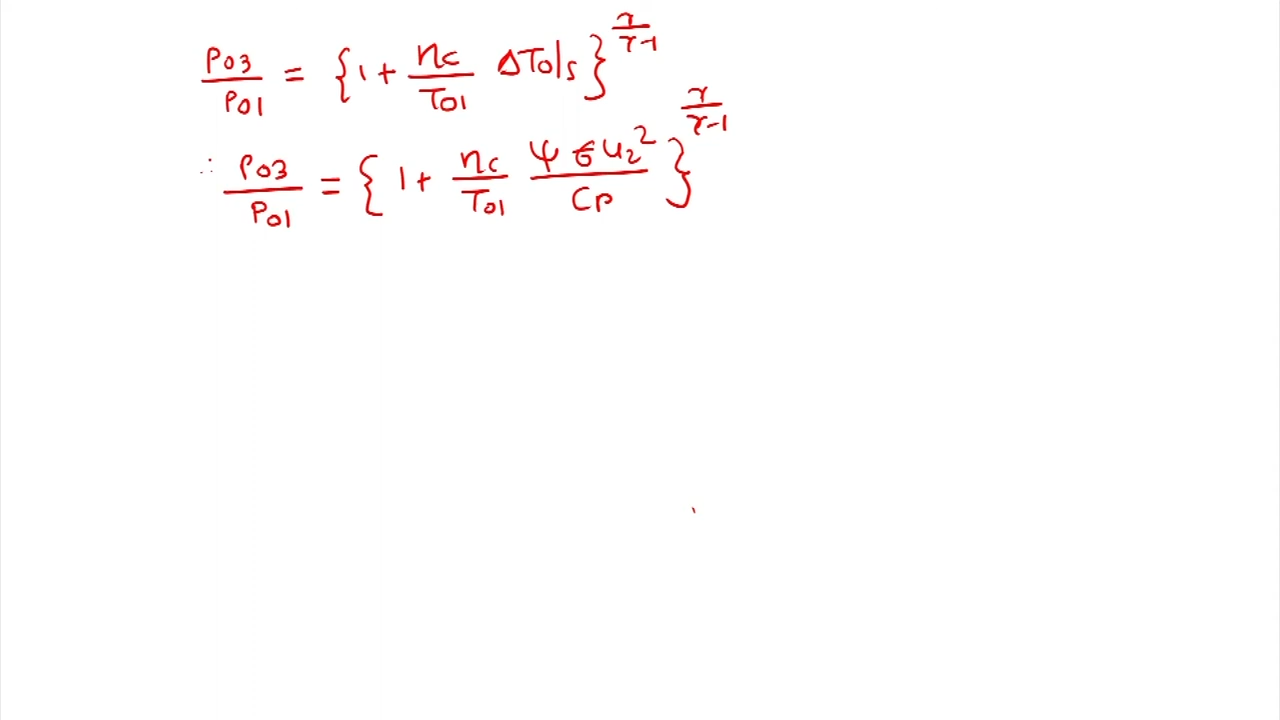 P03/P01 = {1 + ηc/T01 ΔT0|s}^(γ/(γ-1))
∴ P03/P01 = {1 + ηc/T01 ψσU2²/Cp}^(γ/(γ-1))